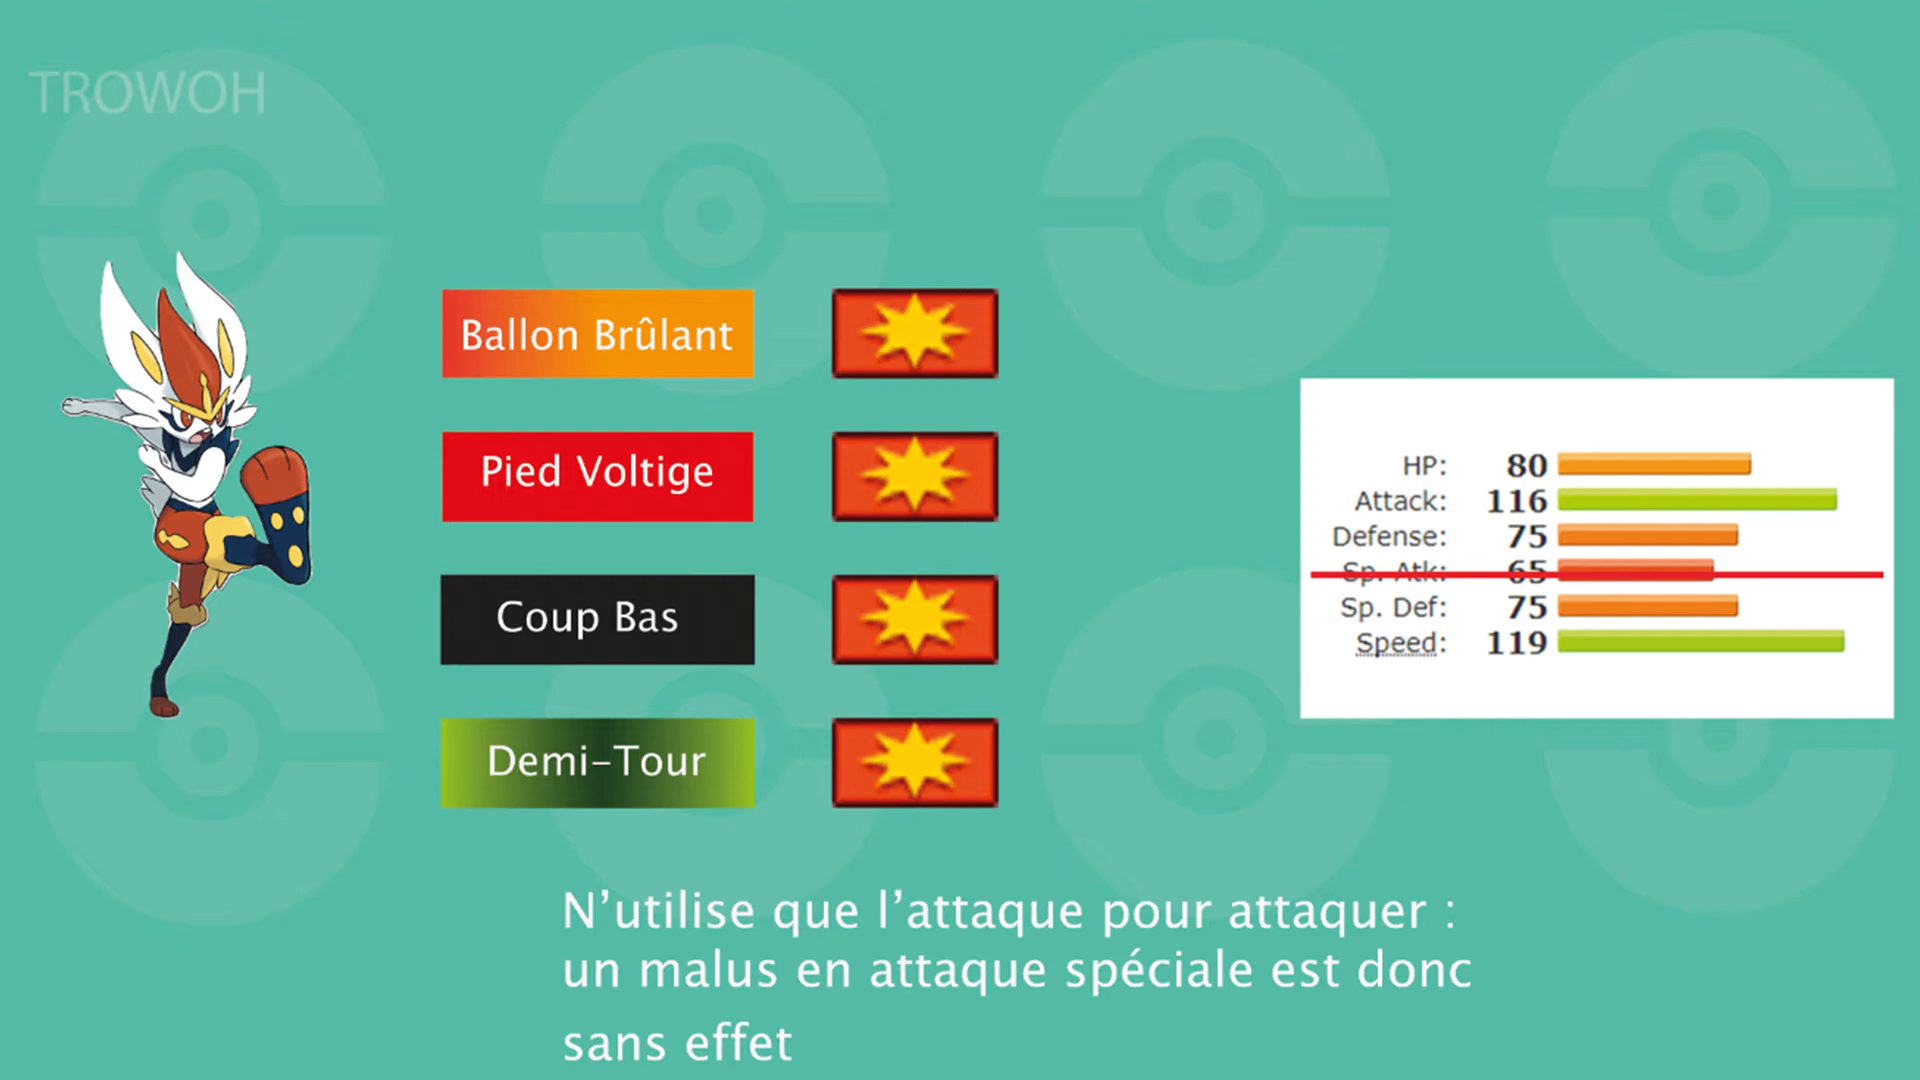 TROWOH
Ballon Brûlant
Pied Voltige
Coup Bas
Demi-Tour
HP: 80
Attack: 116
Defense: 75
Sp. Atk: 65
Sp. Def: 75
Speed: 119
N’utilise que l’attaque pour attaquer :
un malus en attaque spéciale est donc
sans effet